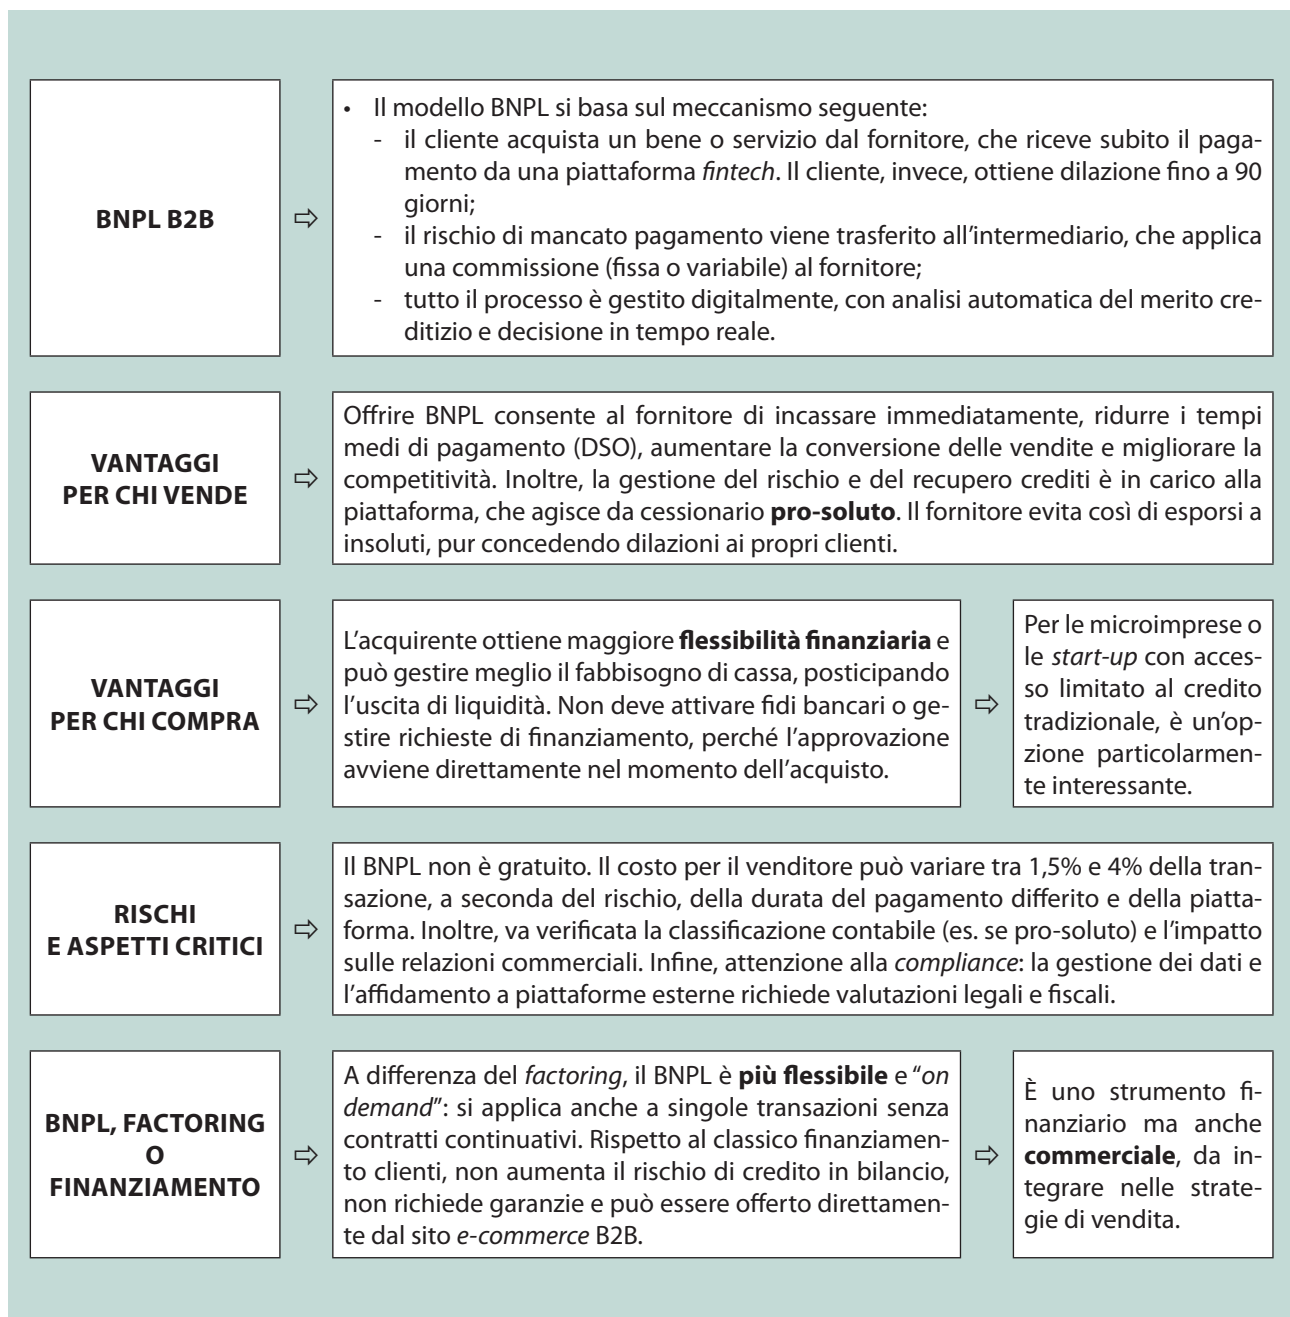 BNPL B2B
⇨
• Il modello BNPL si basa sul meccanismo seguente:
- il cliente acquista un bene o servizio dal fornitore, che riceve subito il paga-
mento da una piattaforma fintech. Il cliente, invece, ottiene dilazione fino a 90
giorni;
- il rischio di mancato pagamento viene trasferito all'intermediario, che applica
una commissione (fissa o variabile) al fornitore;
- tutto il processo è gestito digitalmente, con analisi automatica del merito cre-
ditizio e decisione in tempo reale.
VANTAGGI
PER CHI VENDE
⇨
Offrire BNPL consente al fornitore di incassare immediatamente, ridurre i tempi
medi di pagamento (DSO), aumentare la conversione delle vendite e migliorare la
competitività. Inoltre, la gestione del rischio e del recupero crediti è in carico alla
piattaforma, che agisce da cessionario pro-soluto. Il fornitore evita così di esporsi a
insoluti, pur concedendo dilazioni ai propri clienti.
VANTAGGI
PER CHI COMPRA
⇨
L'acquirente ottiene maggiore flessibilità finanziaria e
può gestire meglio il fabbisogno di cassa, posticipando
l'uscita di liquidità. Non deve attivare fidi bancari o ge-
stire richieste di finanziamento, perché l'approvazione
avviene direttamente nel momento dell'acquisto.
⇨
Per le microimprese o
le start-up con acces-
so limitato al credito
tradizionale, è un'op-
zione particolarmen-
te interessante.
RISCHI
E ASPETTI CRITICI
⇨
Il BNPL non è gratuito. Il costo per il venditore può variare tra 1,5% e 4% della tran-
sazione, a seconda del rischio, della durata del pagamento differito e della piatta-
forma. Inoltre, va verificata la classificazione contabile (es. se pro-soluto) e l'impatto
sulle relazioni commerciali. Infine, attenzione alla compliance: la gestione dei dati e
l'affidamento a piattaforme esterne richiede valutazioni legali e fiscali.
BNPL, FACTORING
O
FINANZIAMENTO
⇨
A differenza del factoring, il BNPL è più flessibile e "on
demand": si applica anche a singole transazioni senza
contratti continuativi. Rispetto al classico finanziamen-
to clienti, non aumenta il rischio di credito in bilancio,
non richiede garanzie e può essere offerto direttamen-
te dal sito e-commerce B2B.
⇨
È uno strumento fi-
nanziario ma anche
commerciale, da in-
tegrare nelle strate-
gie di vendita.